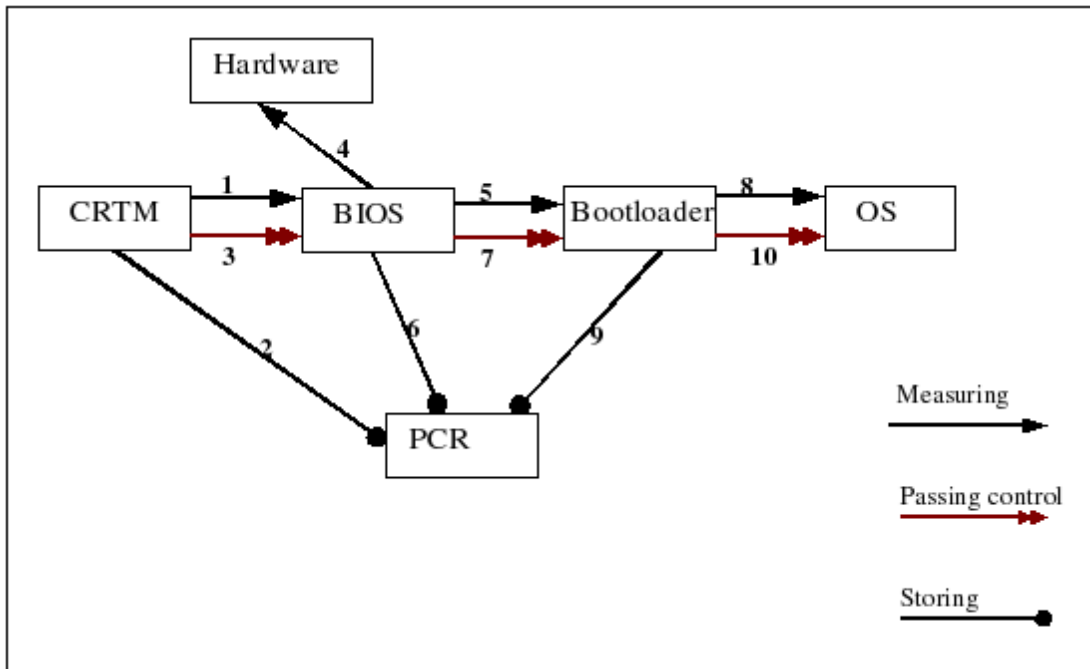 Hardware
4
1
5
8
CRTM
BIOS
Bootloader
OS
3
7
10
2
6
9
PCR
Measuring
Passing control
Storing